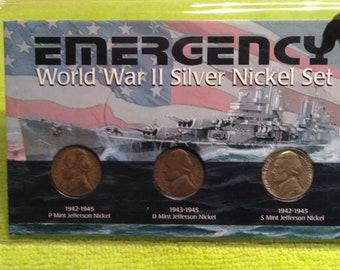 EMERGENCY
World War II Silver Nickel Set
1942-1945 1943-1945 1942-1945
P Mint Jefferson Nickel D Mint Jefferson Nickel S Mint Jefferson Nickel